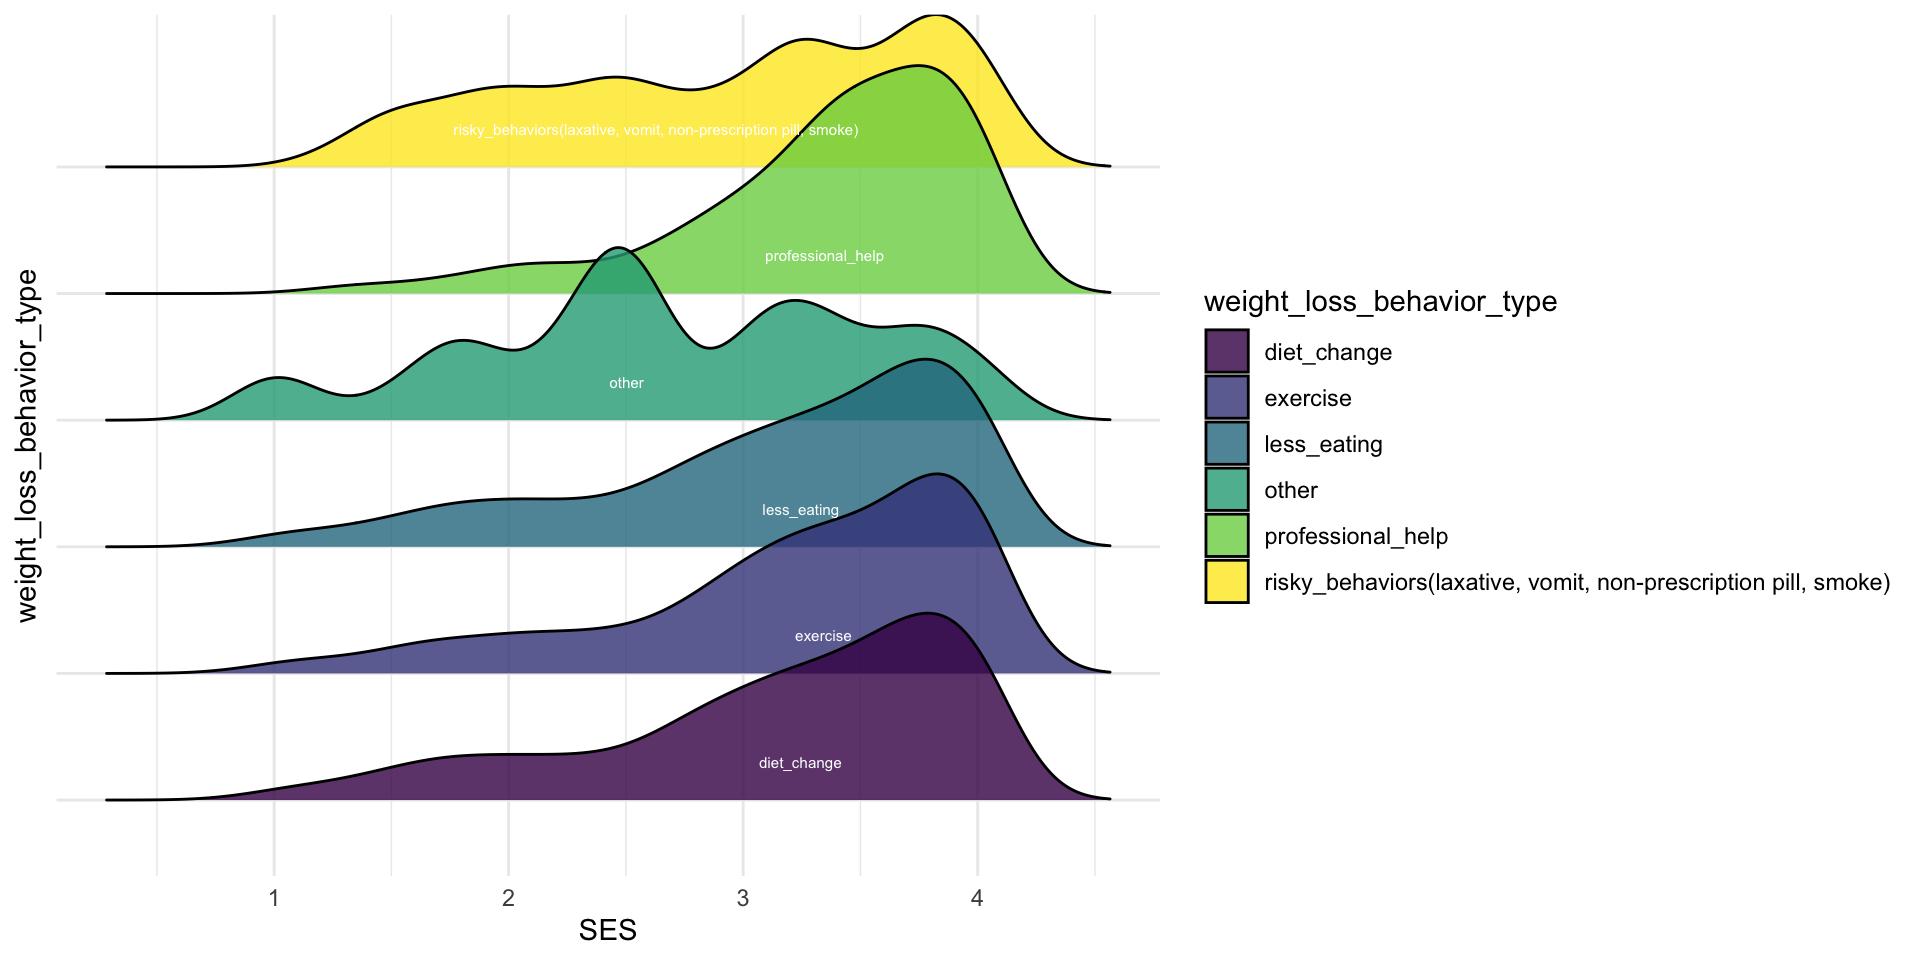 risky_behaviors(laxative, vomit, non-prescription pill, smoke)
professional_help
other
less_eating
exercise
diet_change
weight_loss_behavior_type
1 2 3 4
SES
weight_loss_behavior_type
diet_change
exercise
less_eating
other
professional_help
risky_behaviors(laxative, vomit, non-prescription pill, smoke)